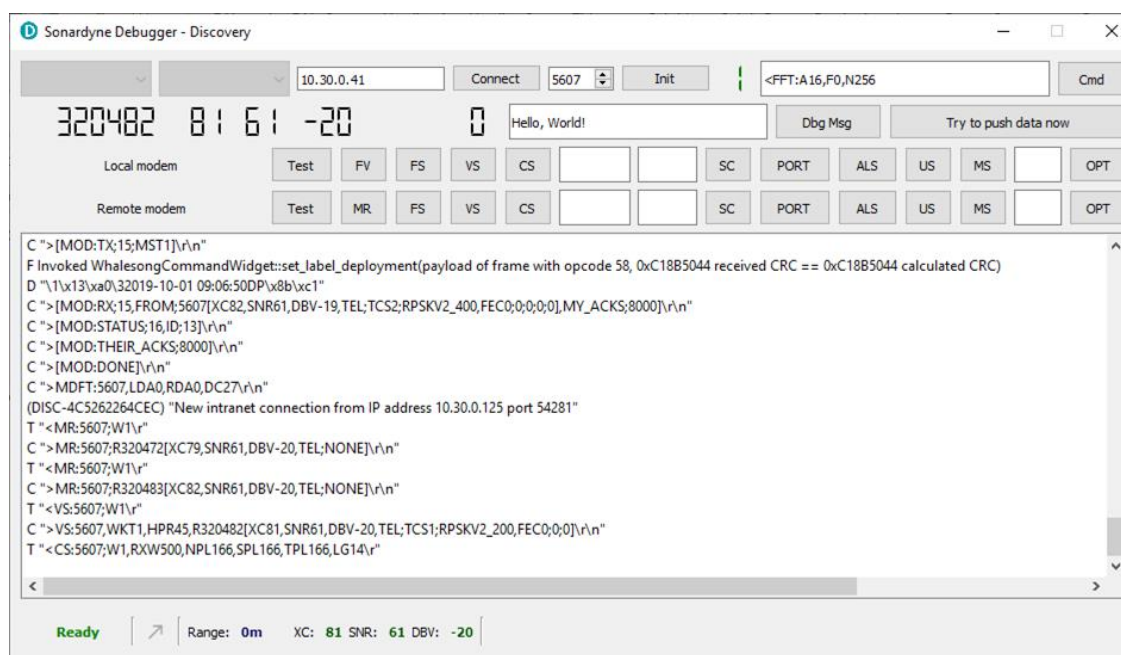 Sonardyne Debugger - Discovery
10.30.0.41 Connect 5607 Init <FFT:A16,F0,N256 Cmd
320482 81 61 -20 0 Hello, World! Dbg Msg Try to push data now
Local modem Test FV FS VS CS SC PORT ALS US MS OPT
Remote modem Test MR FS VS CS SC PORT ALS US MS OPT
C ">[MOD:TX;15;MST1]\r\n"
F Invoked WhalesongCommandWidget::set_label_deployment(payload of frame with opcode 58, 0xC18B5044 received CRC == 0xC18B5044 calculated CRC)
D "\1\x13\xa0\32019-10-01 09:06:50DP\x8b\xc1"
C ">[MOD:RX;15,FROM;5607[XC82,SNR61,DBV-19,TEL;TCS2;RPSKV2_400,FEC0;0;0;0;0],MY_ACKS;8000]\r\n"
C ">[MOD:STATUS;16,ID;13]\r\n"
C ">[MOD:THEIR_ACKS;8000]\r\n"
C ">[MOD:DONE]\r\n"
C ">MDFT:5607,LDA0,RDA0,DC27\r\n"
(DISC-4C5262264CEC) "New intranet connection from IP address 10.30.0.125 port 54281"
T "<MR:5607;W1\r"
C ">MR:5607;R320472[XC79,SNR61,DBV-20,TEL;NONE]\r\n"
T "<MR:5607;W1\r"
C ">MR:5607;R320483[XC82,SNR61,DBV-20,TEL;NONE]\r\n"
T "<VS:5607;W1\r"
C ">VS:5607,WKT1,HPR45,R320482[XC81,SNR61,DBV-20,TEL;TCS1;RPSKV2_200,FEC0;0;0]\r\n"
T "<CS:5607;W1,RXW500,NPL166,SPL166,TPL166,LG14\r"
Ready Range: 0m XC: 81 SNR: 61 DBV: -20